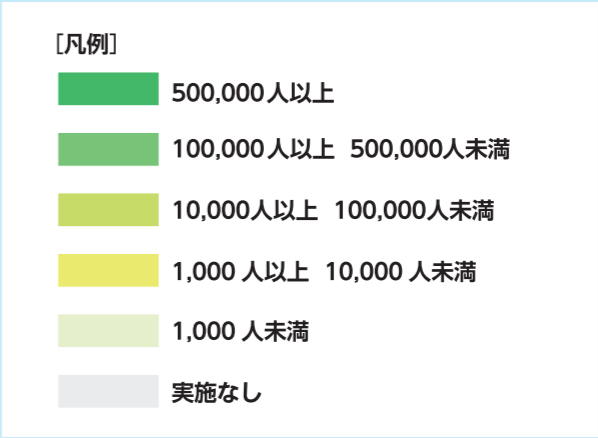 ［凡例］
500,000人以上
100,000人以上 500,000人未満
10,000人以上 100,000人未満
1,000 人以上 10,000 人未満
1,000 人未満
実施なし